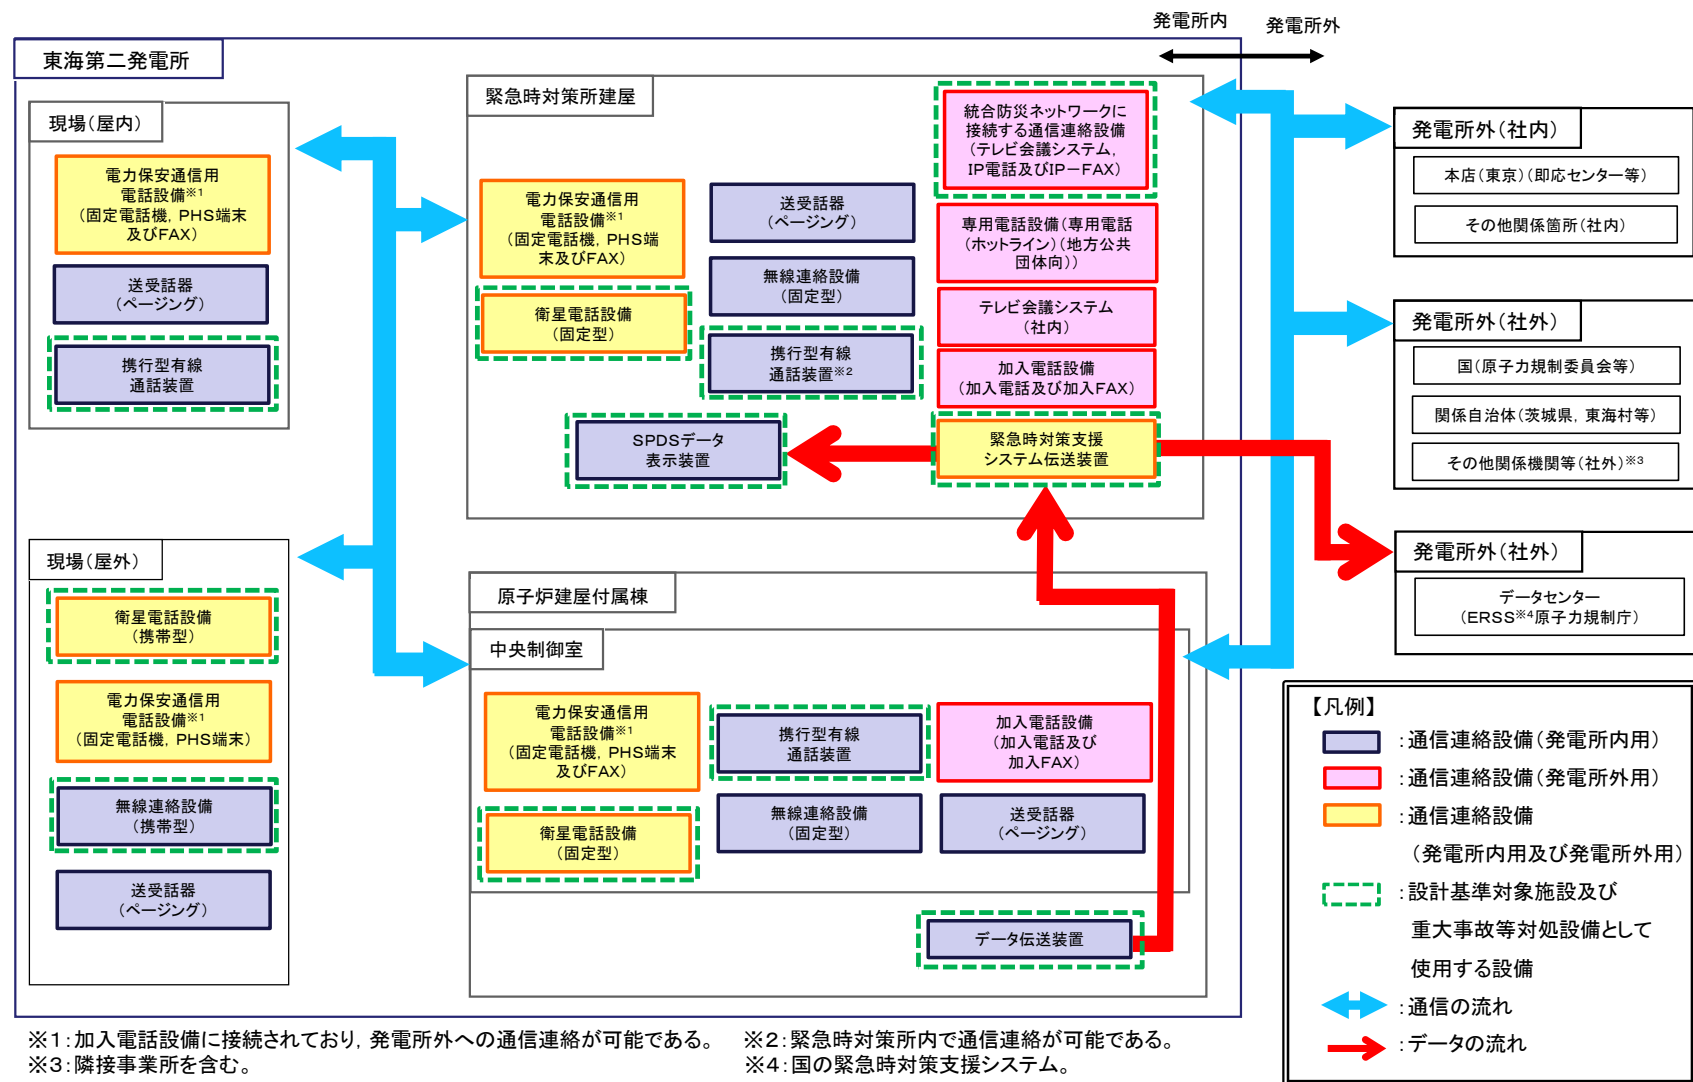 発電所内
発電所外
東海第二発電所
現場(屋内)
電力保安通信用
電話設備※1
(固定電話機, PHS端末
及びFAX)
送受話器
(ページング)
携行型有線
通話装置
現場(屋外)
衛星電話設備
(携帯型)
電力保安通信用
電話設備※1
(固定電話機, PHS端末)
無線連絡設備
(携帯型)
送受話器
(ページング)
緊急時対策所建屋
電力保安通信用
電話設備※1
(固定電話機, PHS端
末及びFAX)
衛星電話設備
(固定型)
送受話器
(ページング)
無線連絡設備
(固定型)
携行型有線
通話装置※2
統合防災ネットワークに
接続する通信連絡設備
(テレビ会議システム,
IP電話及びIP-FAX)
専用電話設備(専用電話
(ホットライン)(地方公共
団体向))
テレビ会議システム
(社内)
加入電話設備
(加入電話及び加入FAX)
SPDSデータ
表示装置
緊急時対策支援
システム伝送装置
原子炉建屋付属棟
中央制御室
電力保安通信用
電話設備※1
(固定電話機, PHS端末
及びFAX)
衛星電話設備
(固定型)
携行型有線
通話装置
無線連絡設備
(固定型)
加入電話設備
(加入電話及び
加入FAX)
送受話器
(ページング)
データ伝送装置
発電所外(社内)
本店(東京)(即応センター等)
その他関係箇所(社内)
発電所外(社外)
国(原子力規制委員会等)
関係自治体(茨城県, 東海村等)
その他関係機関等(社外)※3
発電所外(社外)
データセンター
(ERSS※4原子力規制庁)
【凡例】
:通信連絡設備(発電所内用)
:通信連絡設備(発電所外用)
:通信連絡設備
(発電所内用及び発電所外用)
:設計基準対象施設及び
重大事故等対処設備として
使用する設備
:通信の流れ
:データの流れ
※1:加入電話設備に接続されており, 発電所外への通信連絡が可能である。
※2:緊急時対策所内で通信連絡が可能である。
※3:隣接事業所を含む。
※4:国の緊急時対策支援システム。